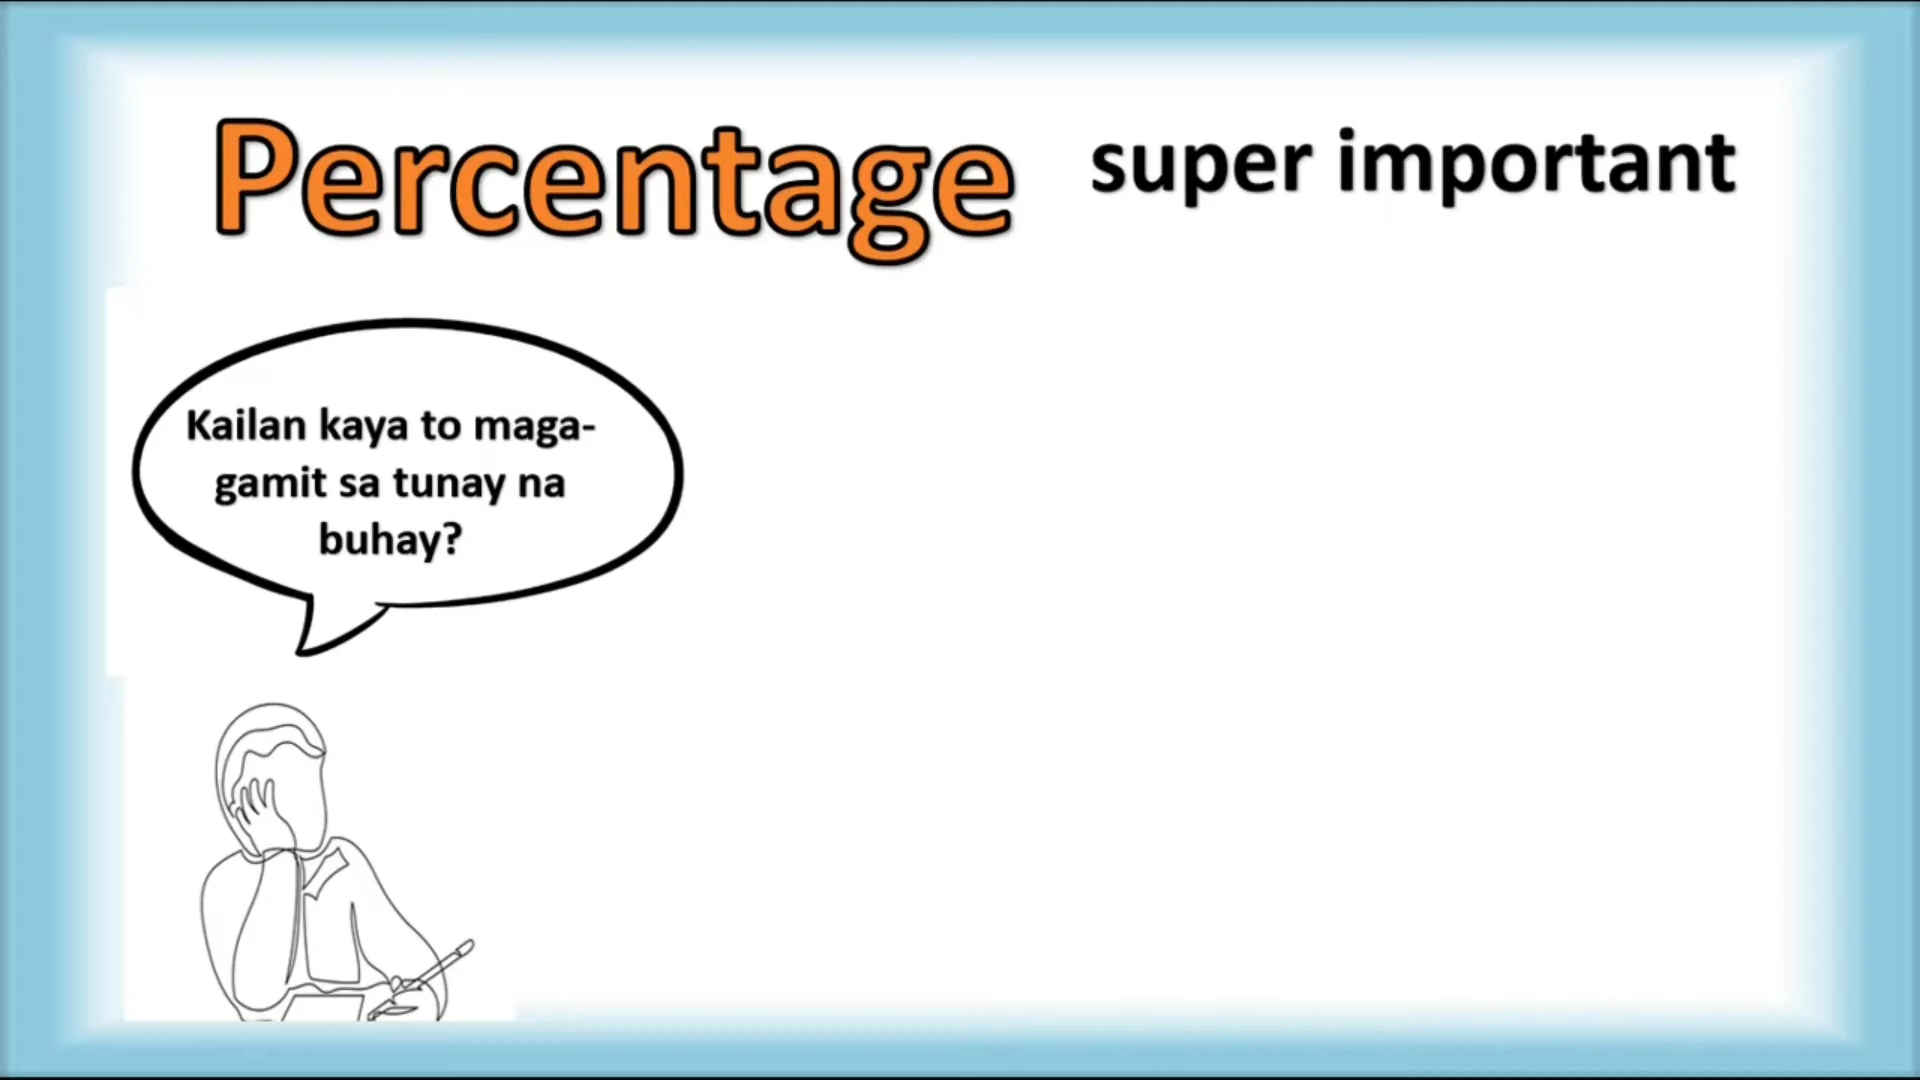 Percentage super important
Kailan kaya to maga-
gamit sa tunay na
buhay?